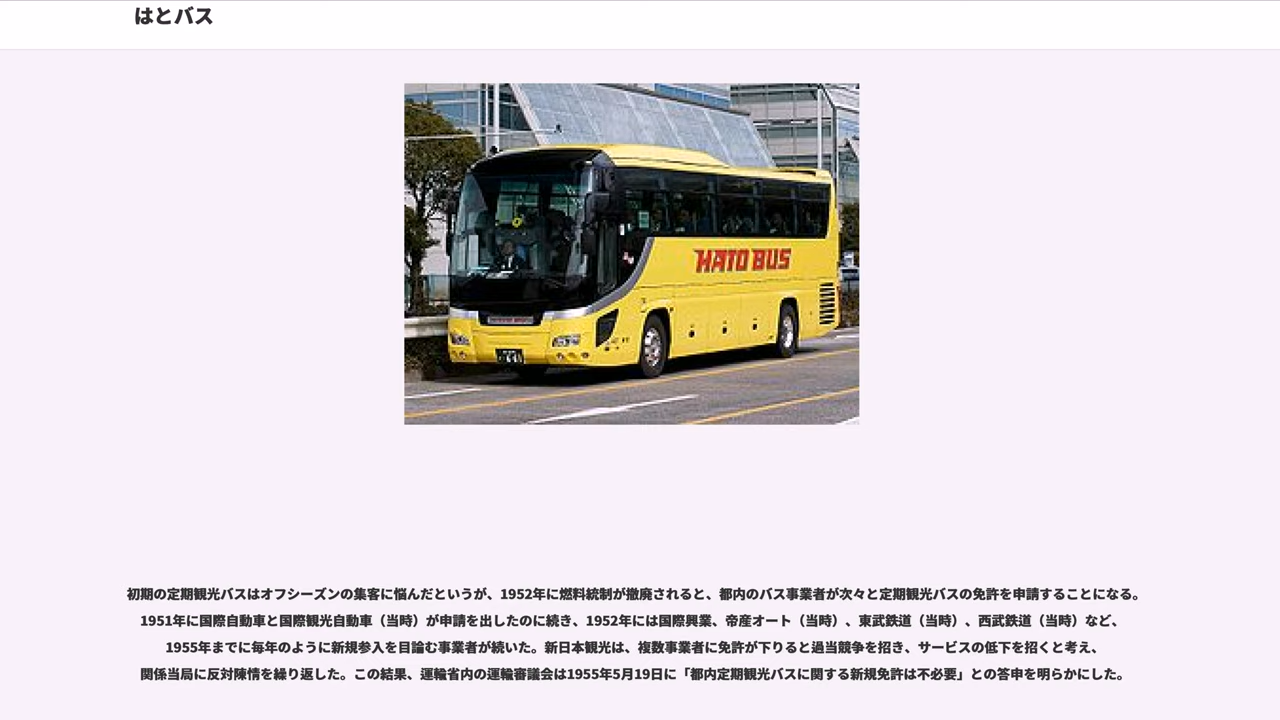 はとバス
HATO BUS
初期の定期観光バスはオフシーズンの集客に悩んだというが、1952年に燃料統制が撤廃されると、都内のバス事業者が次々と定期観光バスの免許を申請することになる。
1951年に国際自動車と国際観光自動車（当時）が申請を出したのに続き、1952年には国際興業、帝産オート（当時）、東武鉄道（当時）、西武鉄道（当時）など、
1955年までに毎年のように新規参入を目論む事業者が続いた。新日本観光は、複数事業者に免許が下りると過当競争を招き、サービスの低下を招くと考え、
関係当局に反対陳情を繰り返した。この結果、運輸省内の運輸審議会は1955年5月19日に「都内定期観光バスに関する新規免許は不必要」との答申を明らかにした。